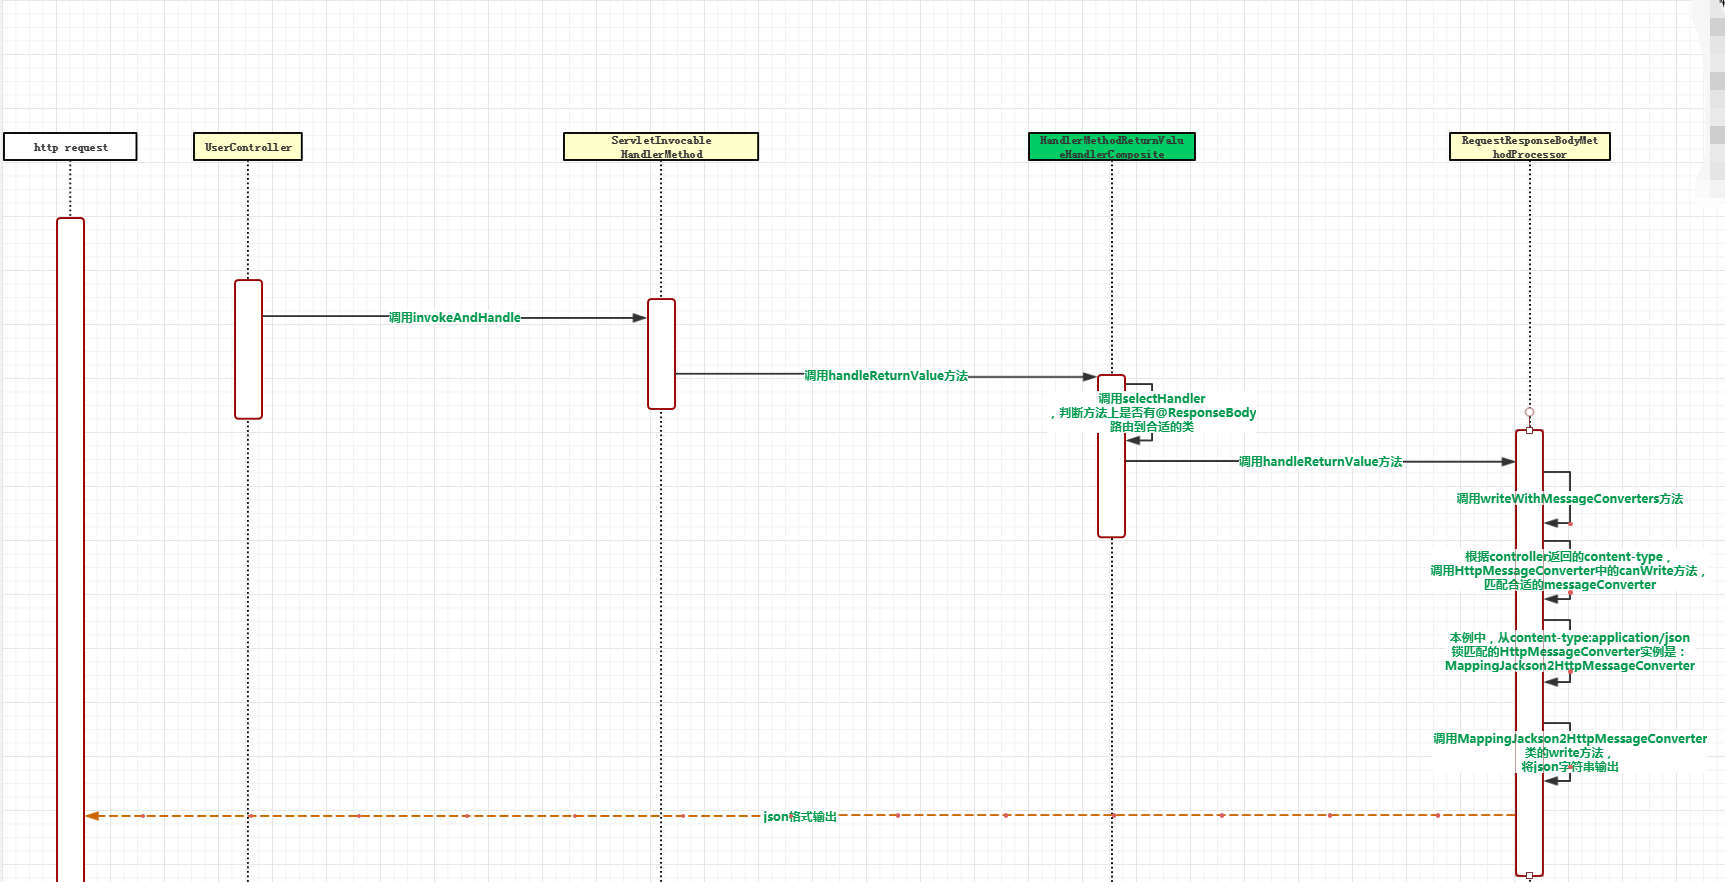 http request
UserController
ServletInvocable
HandlerMethod
HandlerMethodReturnValu
eHandlerComposite
RequestResponseBodyMet
hodProcessor
调用invokeAndHandle
调用handleReturnValue方法
调用selectHandler
，判断方法上是否有@ResponseBody
路由到合适的类
调用handleReturnValue方法
调用writeWithMessageConverters方法
根据controller返回的content-type，
调用HttpMessageConverter中的canWrite方法，
匹配合适的messageConverter
本例中，从content-type:application/json
锁匹配的HttpMessageConverter实例是：
MappingJackson2HttpMessageConverter
调用MappingJackson2HttpMessageConverter
类的write方法，
将json字符串输出
json格式输出